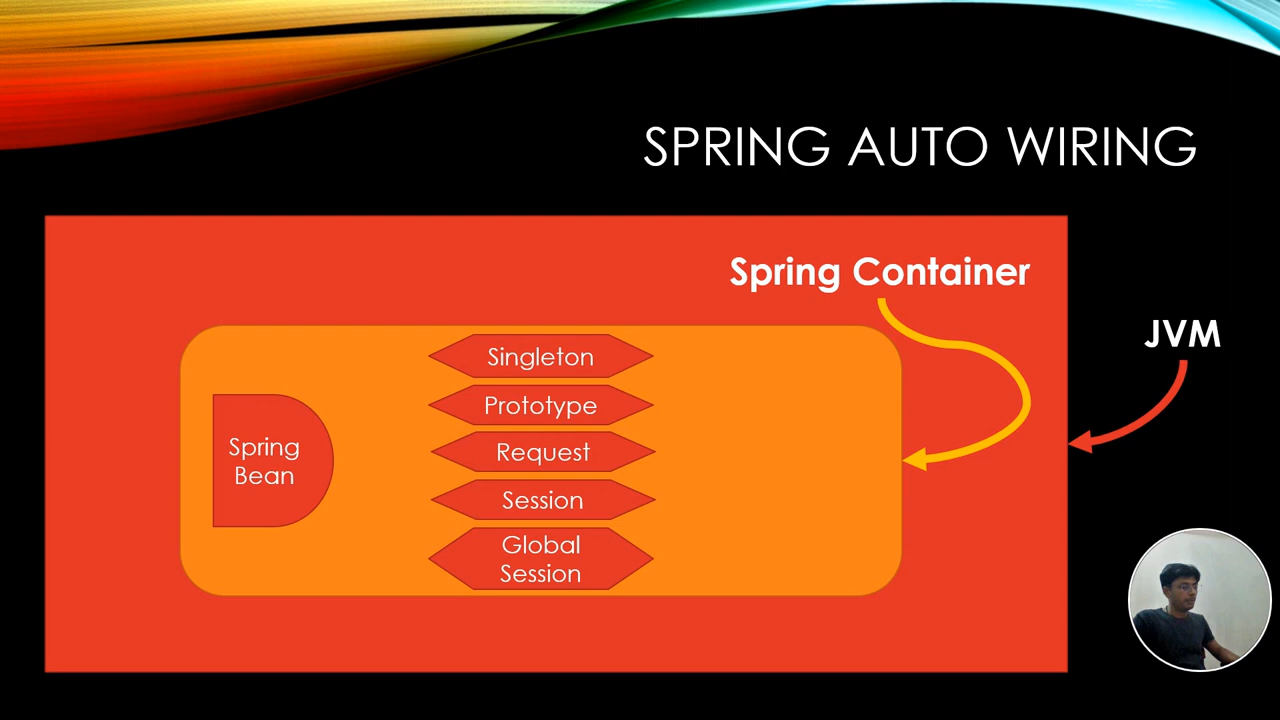 SPRING AUTO WIRING
Spring Container
JVM
Singleton
Prototype
Request
Session
Global
Session
Spring
Bean